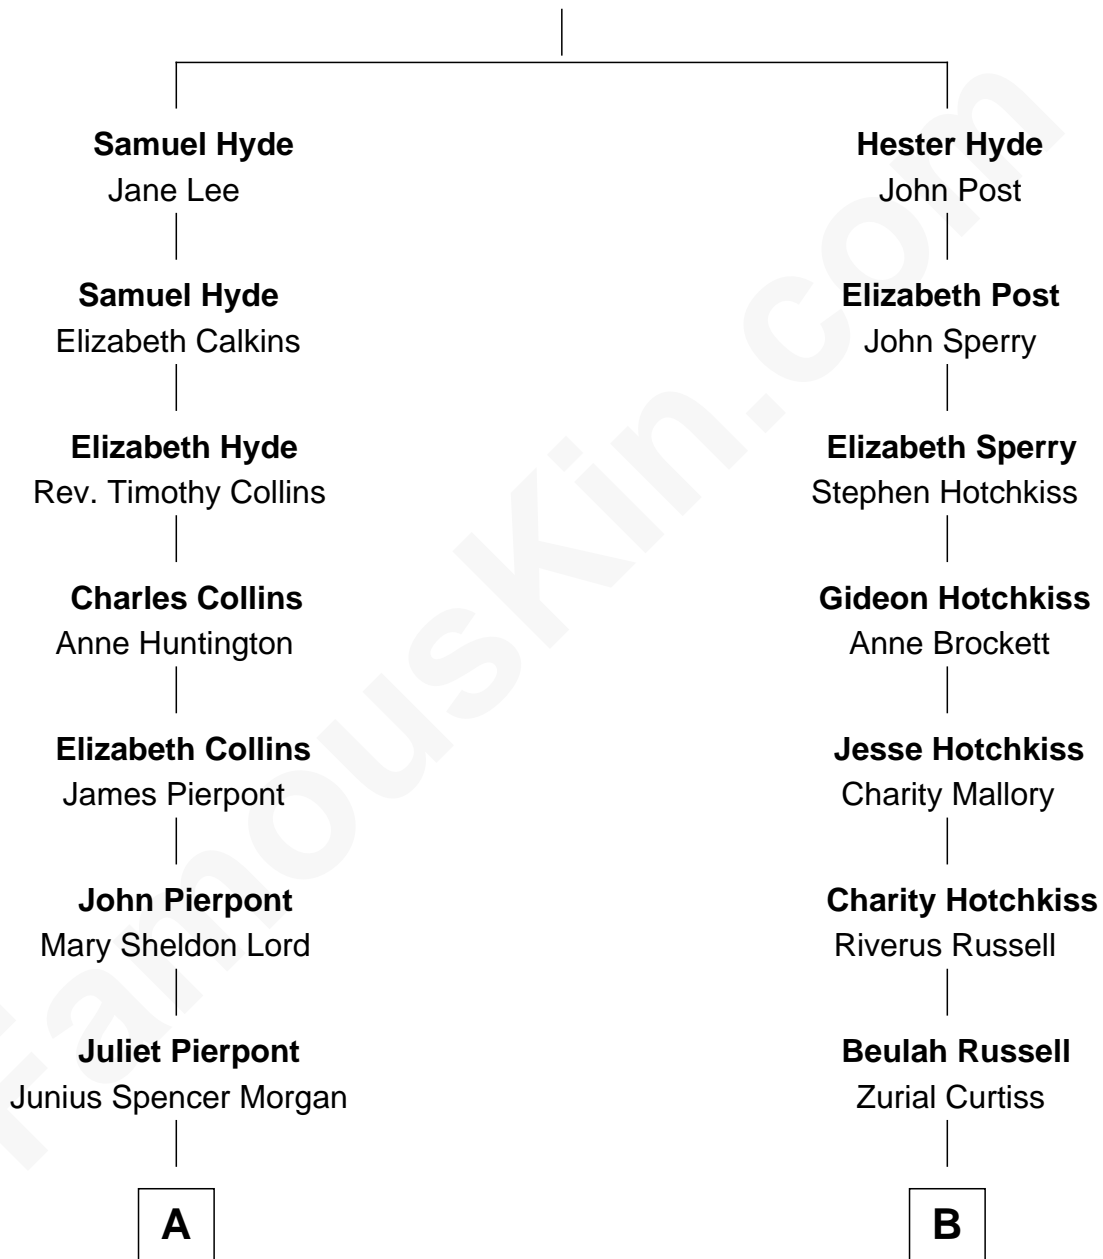 Samuel Hyde
Jane Lee
Samuel Hyde
Elizabeth Calkins
Elizabeth Hyde
Rev. Timothy Collins
Charles Collins
Anne Huntington
Elizabeth Collins
James Pierpont
John Pierpont
Mary Sheldon Lord
Juliet Pierpont
Junius Spencer Morgan
A
Hester Hyde
John Post
Elizabeth Post
John Sperry
Elizabeth Sperry
Stephen Hotchkiss
Gideon Hotchkiss
Anne Brockett
Jesse Hotchkiss
Charity Mallory
Charity Hotchkiss
Riverus Russell
Beulah Russell
Zurial Curtiss
B
FamousKin.com